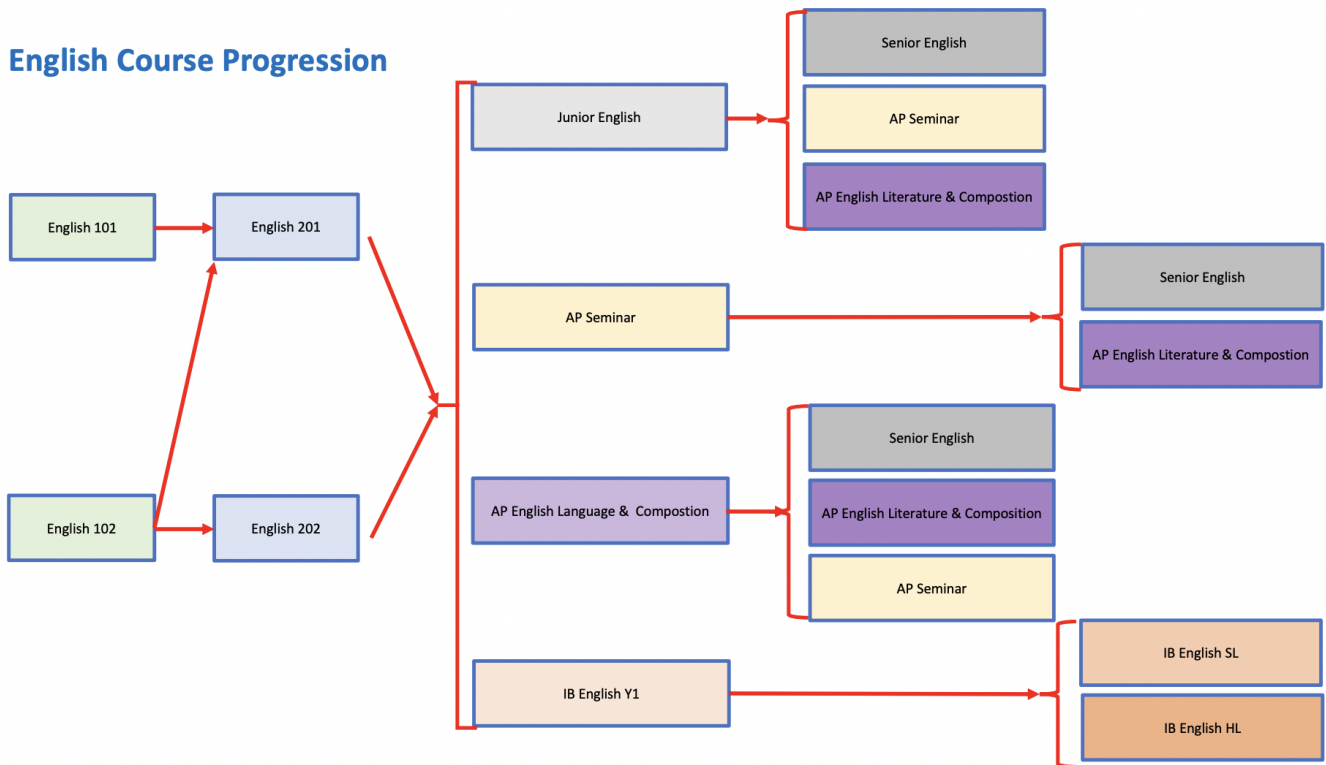 English Course Progression
English 101
English 201
English 102
English 202
Junior English
Senior English
AP Seminar
AP English Literature & Compostion
AP Seminar
Senior English
AP English Literature & Compostion
AP English Language &  Compostion
Senior English
AP English Literature & Composition
AP Seminar
IB English Y1
IB English SL
IB English HL